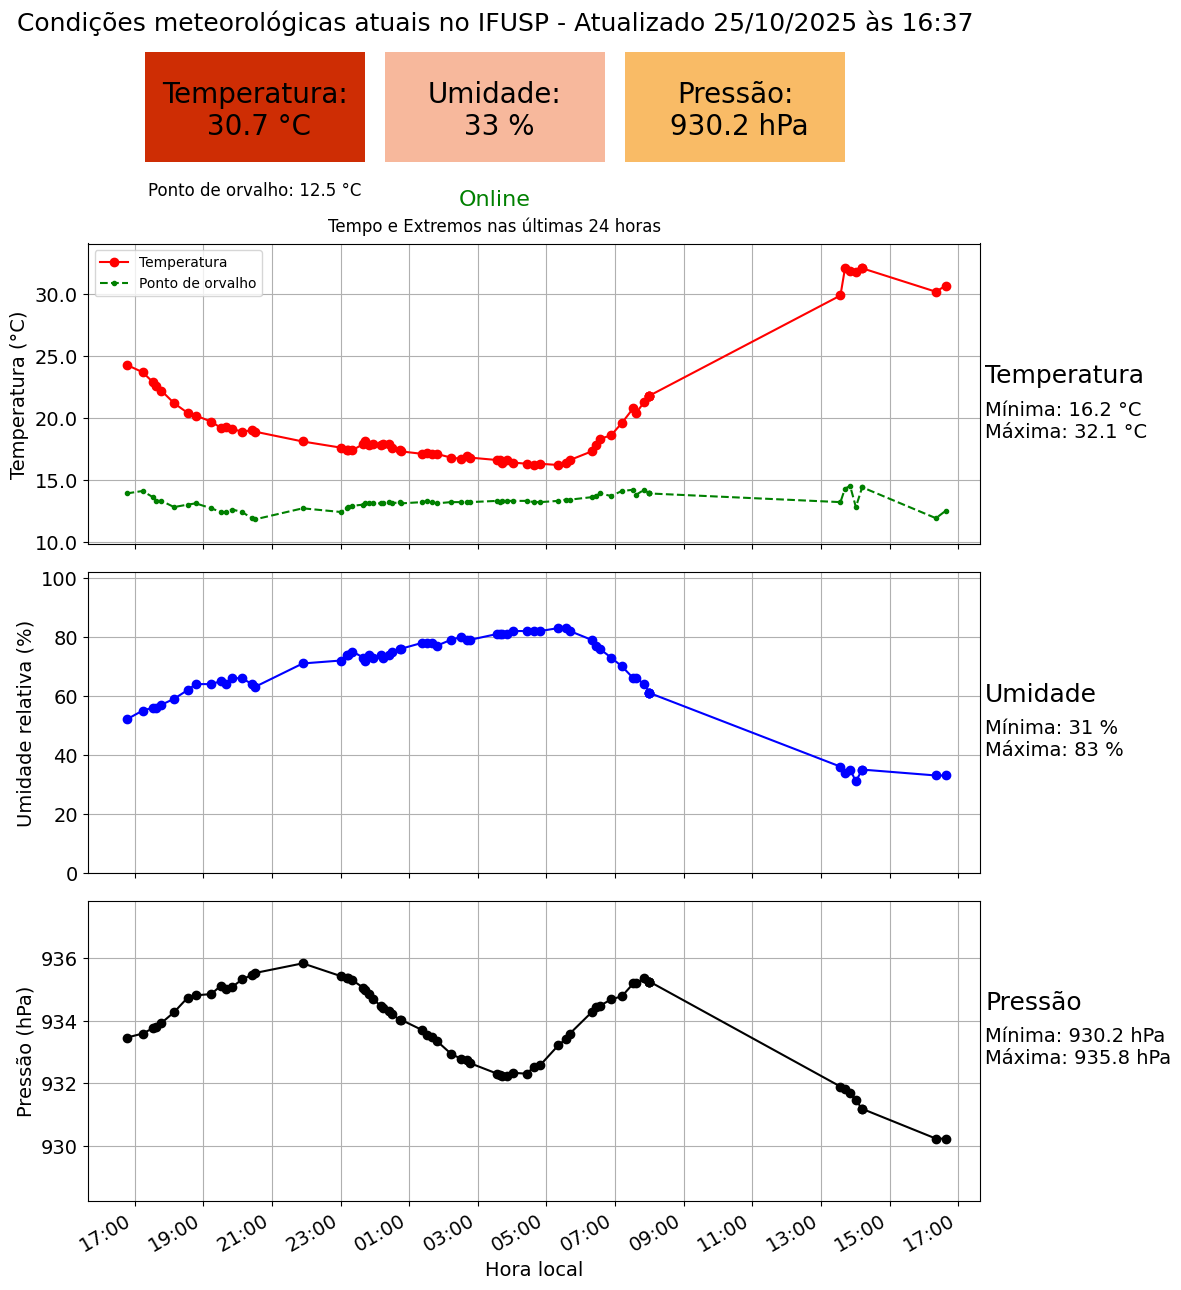 Condições meteorológicas atuais no IFUSP - Atualizado 25/10/2025 às 16:37
Temperatura:
30.7 °C
Umidade:
33 %
Pressão:
930.2 hPa
Ponto de orvalho: 12.5 °C
Online
Tempo e Extremos nas últimas 24 horas
Temperatura
Ponto de orvalho
Temperatura (°C)
30.0
25.0
20.0
15.0
10.0
Temperatura
Mínima: 16.2 °C
Máxima: 32.1 °C
Umidade relativa (%)
100
80
60
40
20
0
Umidade
Mínima: 31 %
Máxima: 83 %
Pressão (hPa)
936
934
932
930
Pressão
Mínima: 930.2 hPa
Máxima: 935.8 hPa
17:00 19:00 21:00 23:00 01:00 03:00 05:00 07:00 09:00 11:00 13:00 15:00 17:00
Hora local